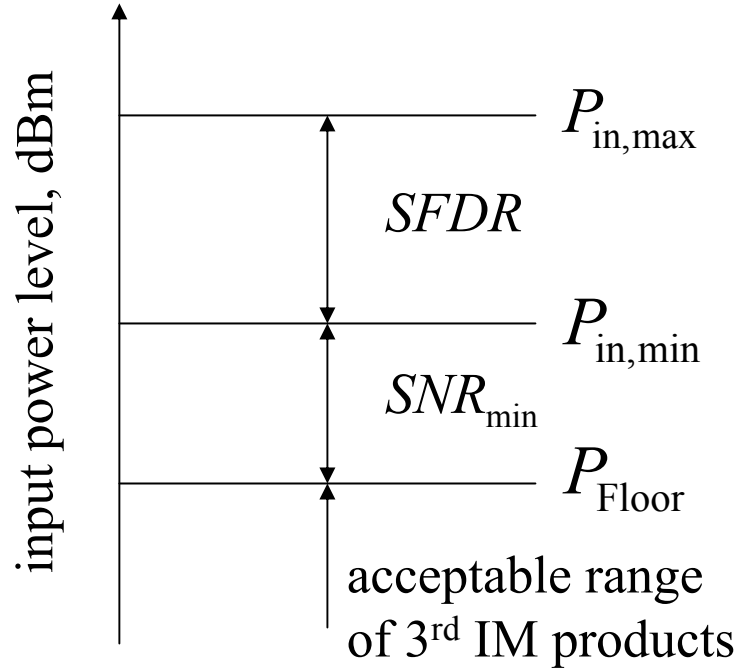 input power level, dBm
P_in,max
SFDR
P_in,min
SNR_min
P_Floor
acceptable range
of 3rd IM products